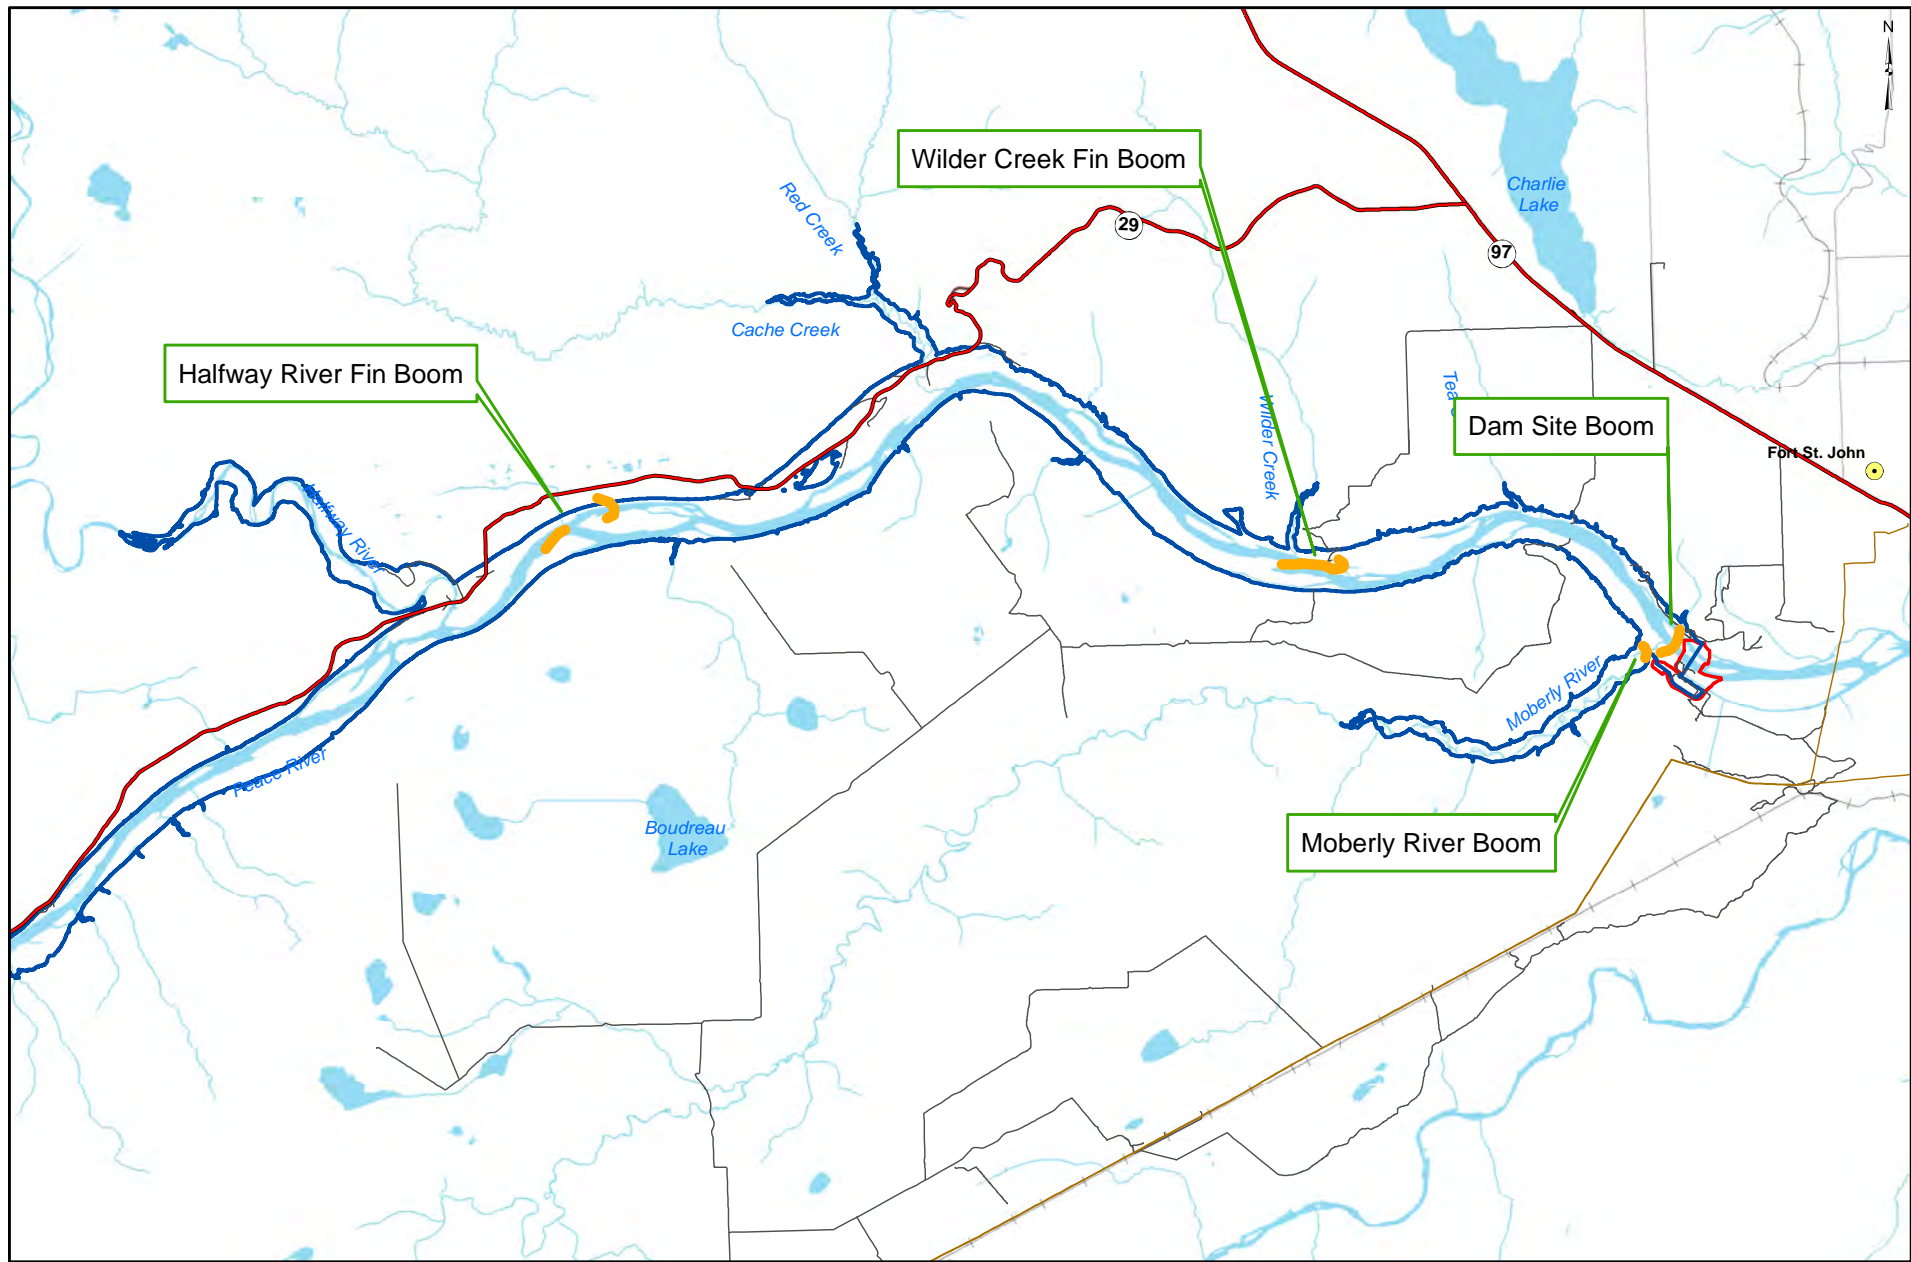 N
Wilder Creek Fin Boom
Charlie
Lake
Red Creek
29
97
Cache Creek
Halfway River Fin Boom
Tea
Wilder Creek
Dam Site Boom
Fort St. John
Halfway River
Moberly River
Peace River
Boudreau
Lake
Moberly River Boom